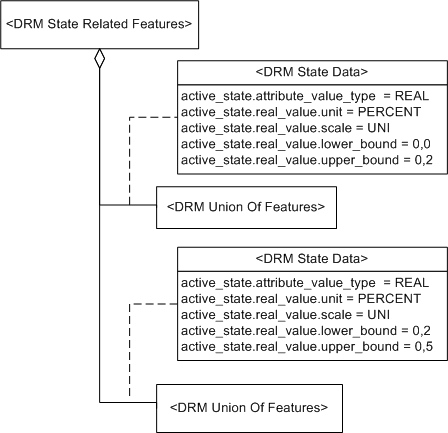 <DRM State Related Features>
<DRM State Data>
active_state.attribute_value_type = REAL
active_state.real_value.unit = PERCENT
active_state.real_value.scale = UNI
active_state.real_value.lower_bound = 0,0
active_state.real_value.upper_bound = 0,2
<DRM Union Of Features>
<DRM State Data>
active_state.attribute_value_type = REAL
active_state.real_value.unit = PERCENT
active_state.real_value.scale = UNI
active_state.real_value.lower_bound = 0,2
active_state.real_value.upper_bound = 0,5
<DRM Union Of Features>